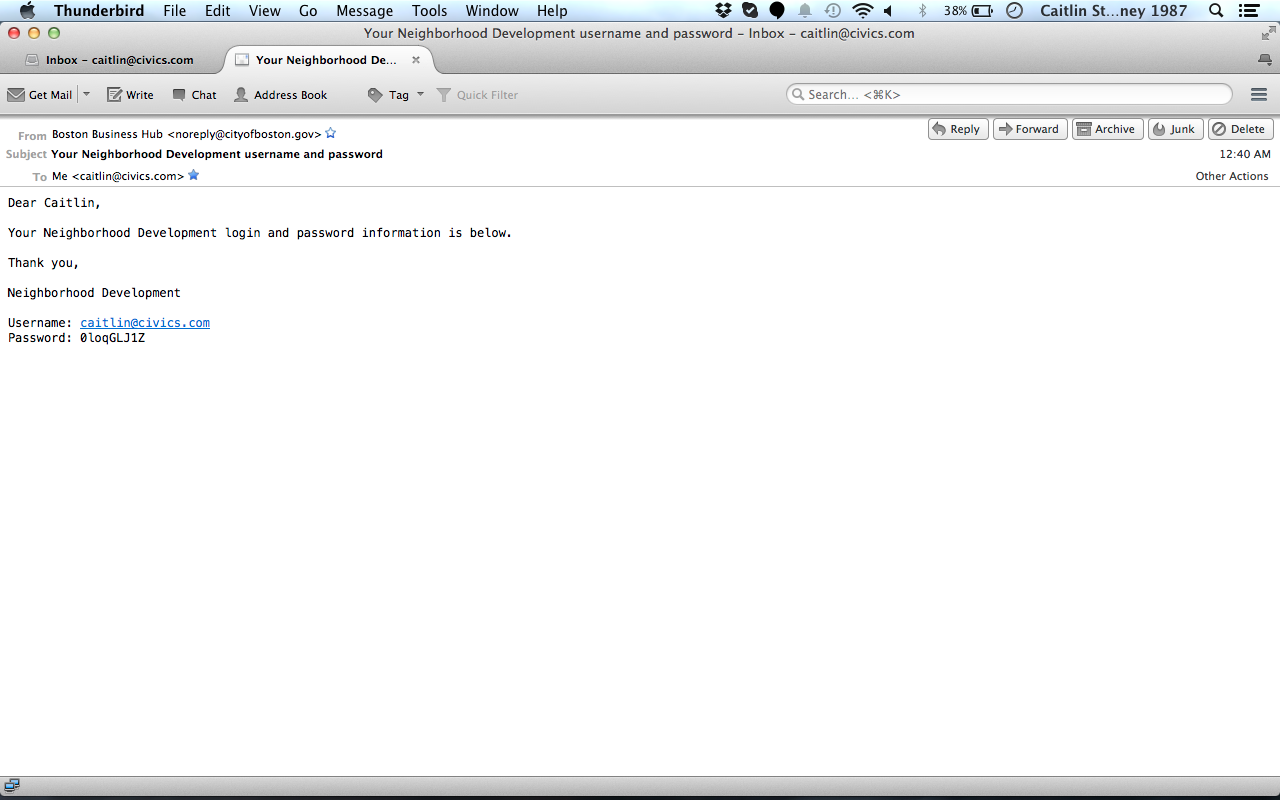 Thunderbird File Edit View Go Message Tools Window Help 38% Caitlin St...ney 1987
Your Neighborhood Development username and password – Inbox – caitlin@civics.com
Inbox – caitlin@civics.com Your Neighborhood De...
Get Mail Write Chat Address Book Tag Quick Filter Search... <⌘K>
From Boston Business Hub <noreply@cityofboston.gov> Reply Forward Archive Junk Delete
Subject Your Neighborhood Development username and password 12:40 AM
To Me <caitlin@civics.com> Other Actions
Dear Caitlin,
Your Neighborhood Development login and password information is below.
Thank you,
Neighborhood Development
Username: caitlin@civics.com
Password: 0loqGLJ1Z